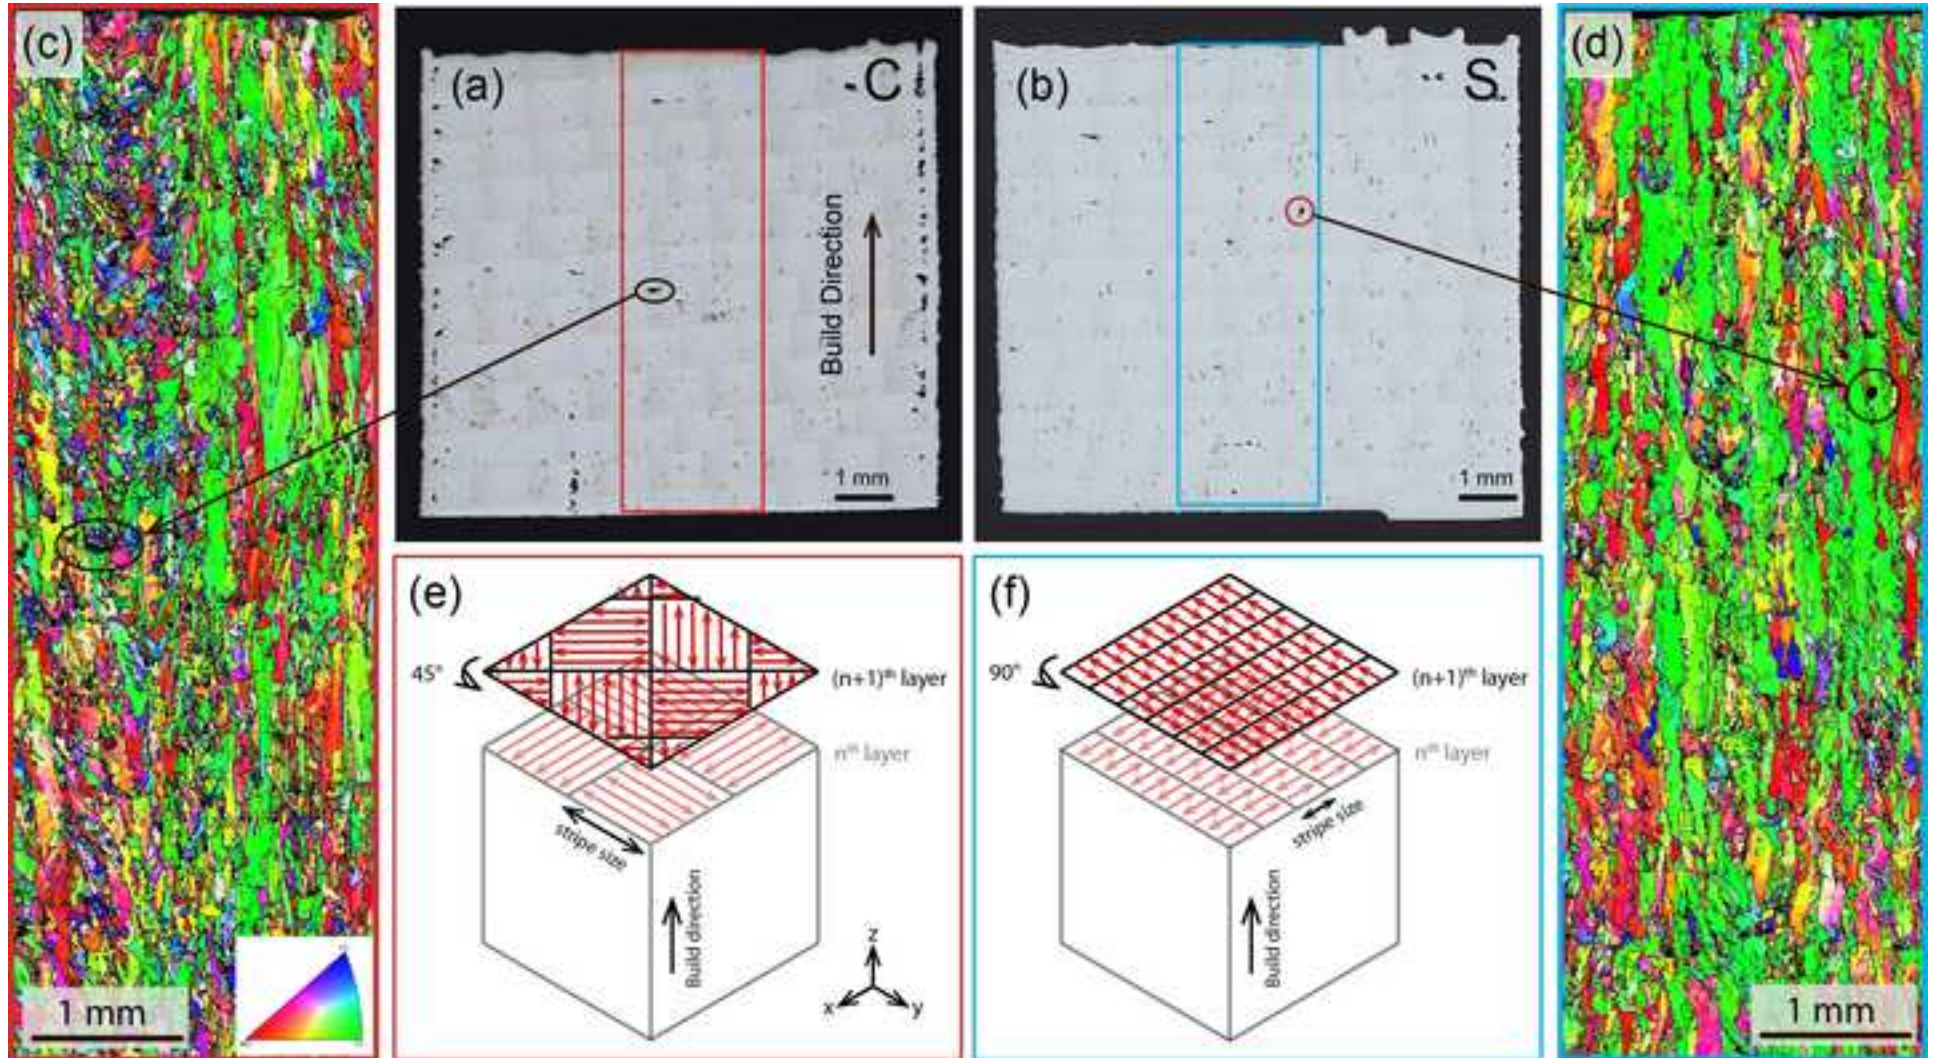 (c)
(a)
C
(b)
S
(d)
Build Direction
1 mm
1 mm
(e)
45°
(n+1)th layer
nth layer
stripe size
Build direction
z
x
y
(f)
90°
(n+1)th layer
nth layer
stripe size
Build direction
1 mm
1 mm